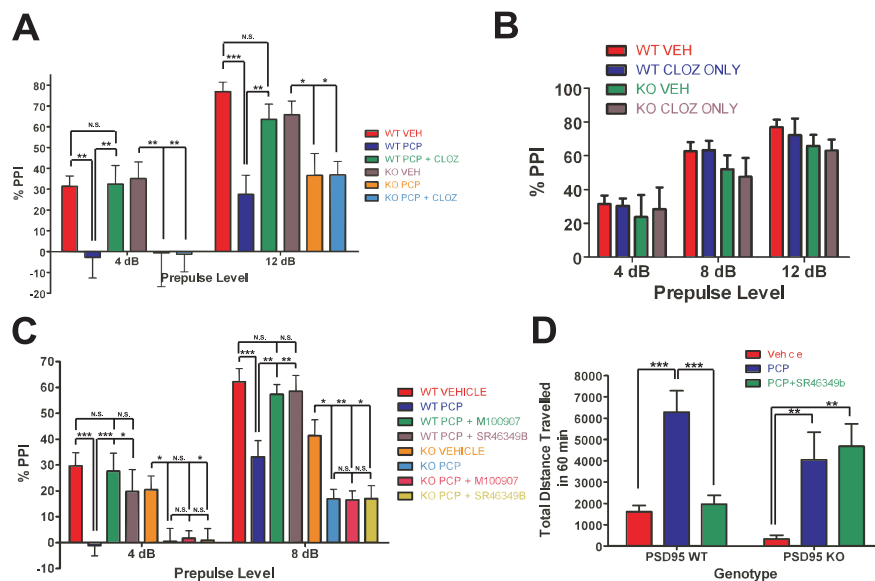 A
N.S.
***
**
*
*
80
70
60
50
40
30
20
10
0
-10
-20
% PPI
N.S.
**
**
**
**
4 dB
12 dB
Prepulse Level
WT VEH
WT PCP
WT PCP + CLOZ
KO VEH
KO PCP
KO PCP + CLOZ
B
WT VEH
WT CLOZ ONLY
KO VEH
KO CLOZ ONLY
100
80
60
40
20
0
% PPI
4 dB
8 dB
12 dB
Prepulse Level
C
N.S.
N.S.
***
**
**
*
**
*
N.S.
N.S.
70
60
50
40
30
20
10
0
-10
% PPI
N.S.
N.S.
***
***
*
*
N.S.
*
N.S.
N.S.
4 dB
8 dB
Prepulse Level
WT VEHICLE
WT PCP
WT PCP + M100907
WT PCP + SR46349B
KO VEHICLE
KO PCP
KO PCP + M100907
KO PCP + SR46349B
D
Veh c e
PCP
PCP+SR46349b
***
***
**
**
8000
7000
6000
5000
4000
3000
2000
1000
0
Total Distance Travelled
in 60 min
PSD95 WT
PSD95 KO
Genotype